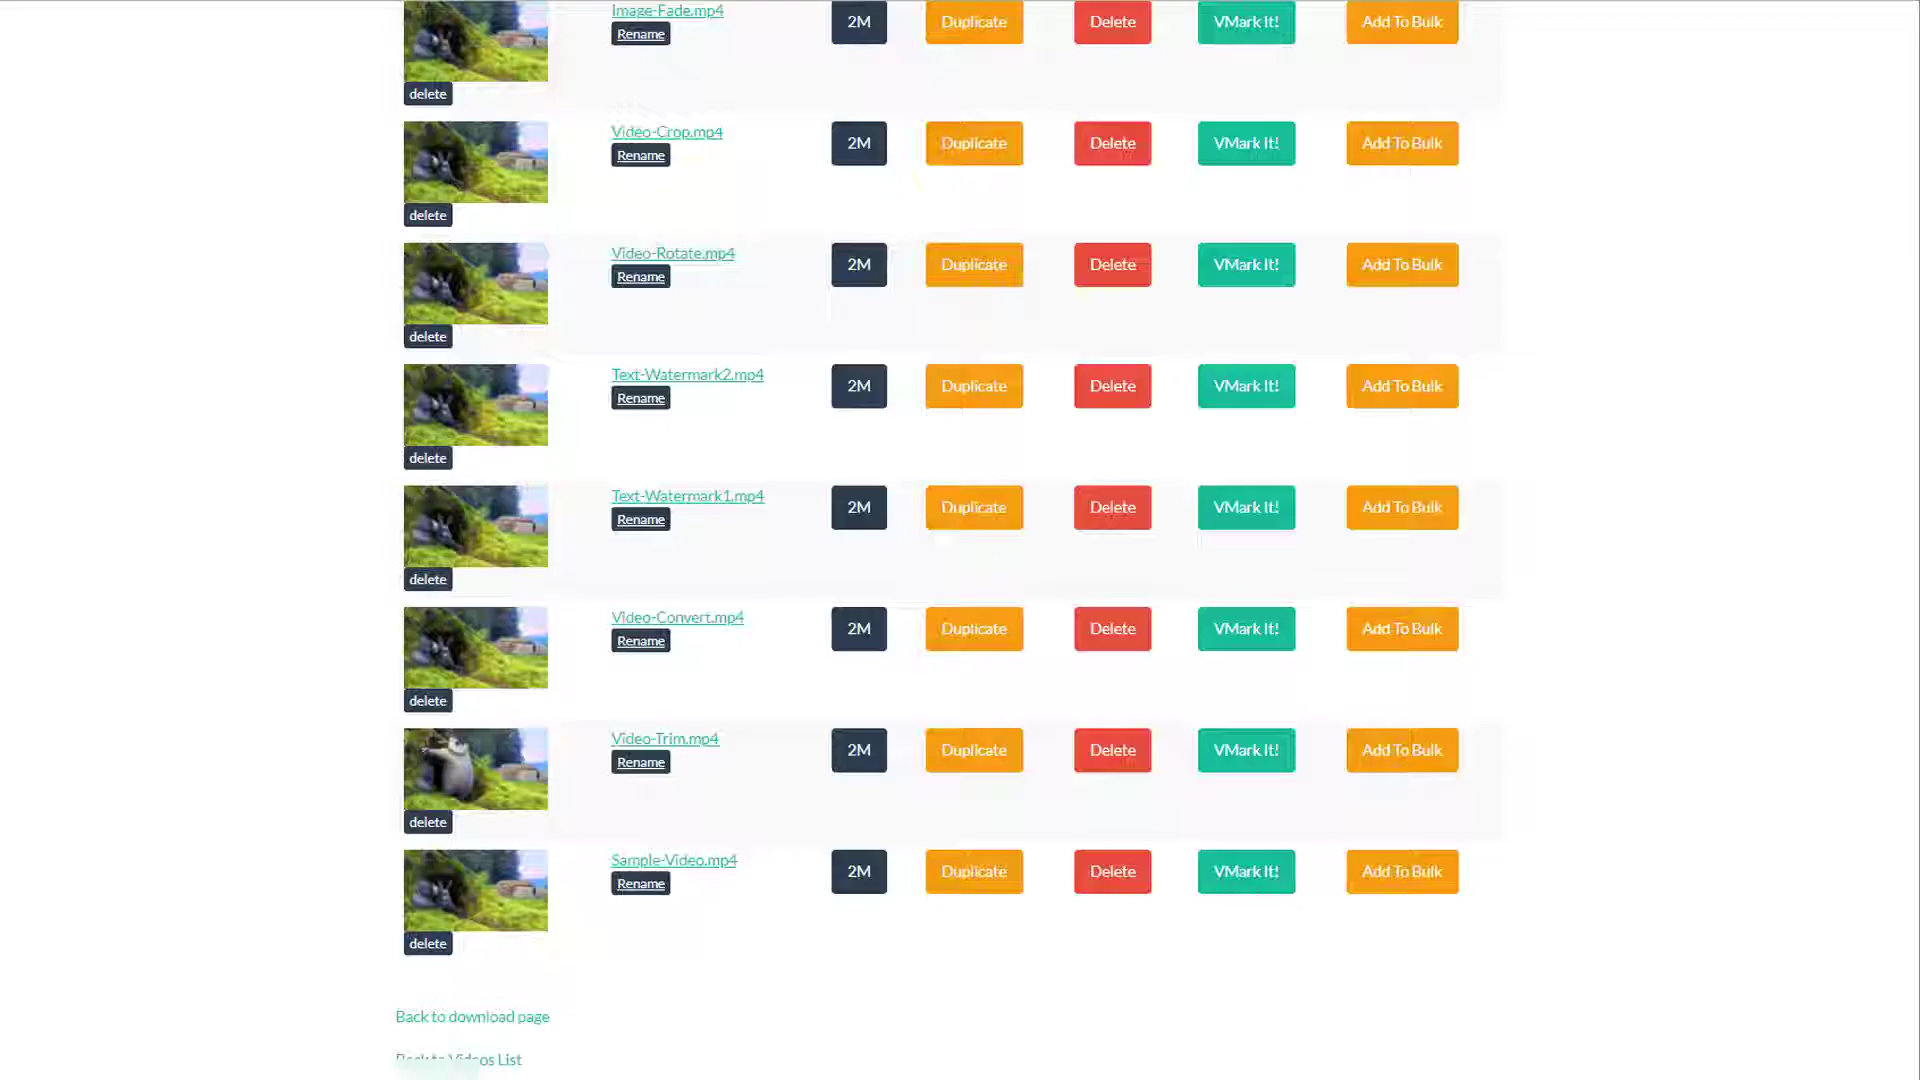 Image-Fade.mp4 2M Duplicate Delete VMark It! Add To Bulk
Rename
delete
Video-Crop.mp4 2M Duplicate Delete VMark It! Add To Bulk
Rename
delete
Video-Rotate.mp4 2M Duplicate Delete VMark It! Add To Bulk
Rename
delete
Text-Watermark2.mp4 2M Duplicate Delete VMark It! Add To Bulk
Rename
delete
Text-Watermark1.mp4 2M Duplicate Delete VMark It! Add To Bulk
Rename
delete
Video-Convert.mp4 2M Duplicate Delete VMark It! Add To Bulk
Rename
delete
Video-Trim.mp4 2M Duplicate Delete VMark It! Add To Bulk
Rename
delete
Sample-Video.mp4 2M Duplicate Delete VMark It! Add To Bulk
Rename
delete
Back to download page
Back to Videos List